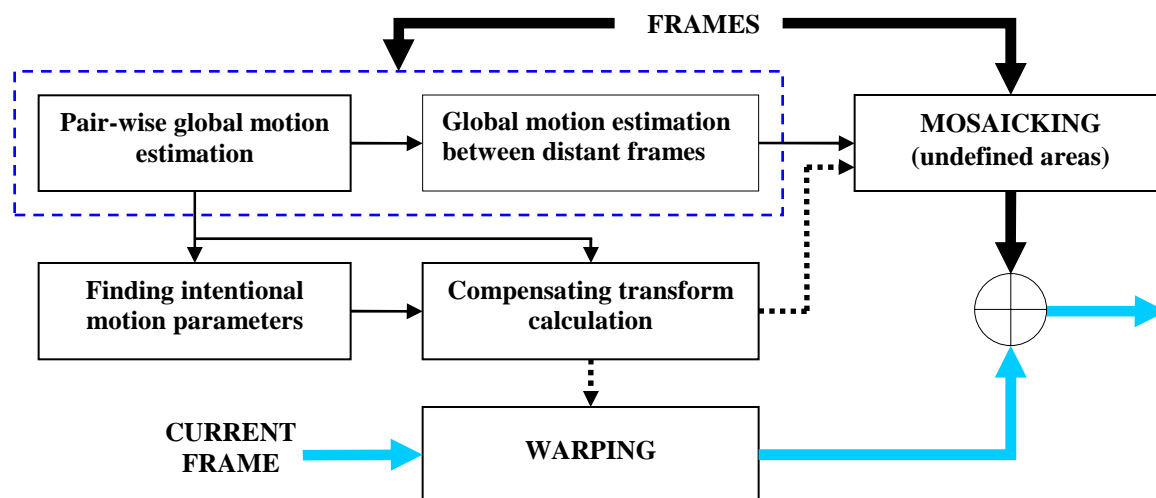 FRAMES
Pair-wise global motion
estimation
Global motion estimation
between distant frames
MOSAICKING
(undefined areas)
Finding intentional
motion parameters
Compensating transform
calculation
CURRENT
FRAME
WARPING